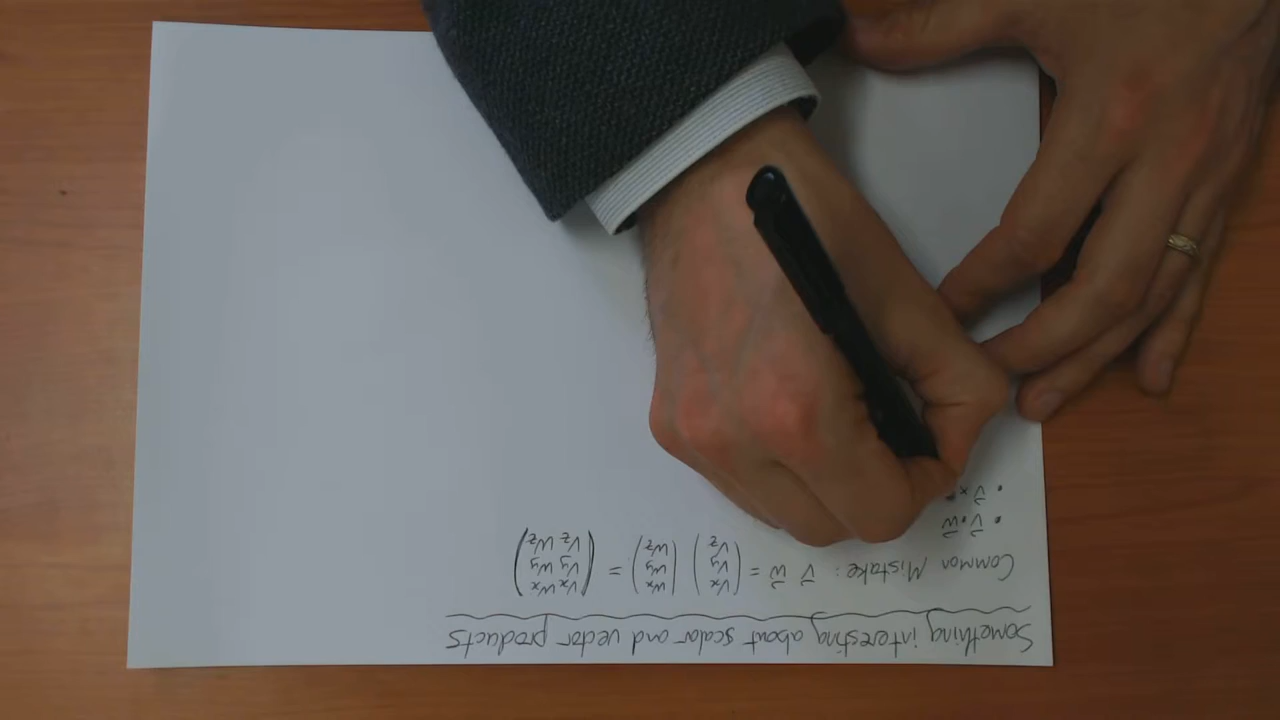 Something interesting about scalar and vector products
Common Mistake: v⃗ w⃗ = (vx vy vz) (wx wy wz) = (vxwx vywy vzwz)
• v⃗•w⃗
• v⃗×